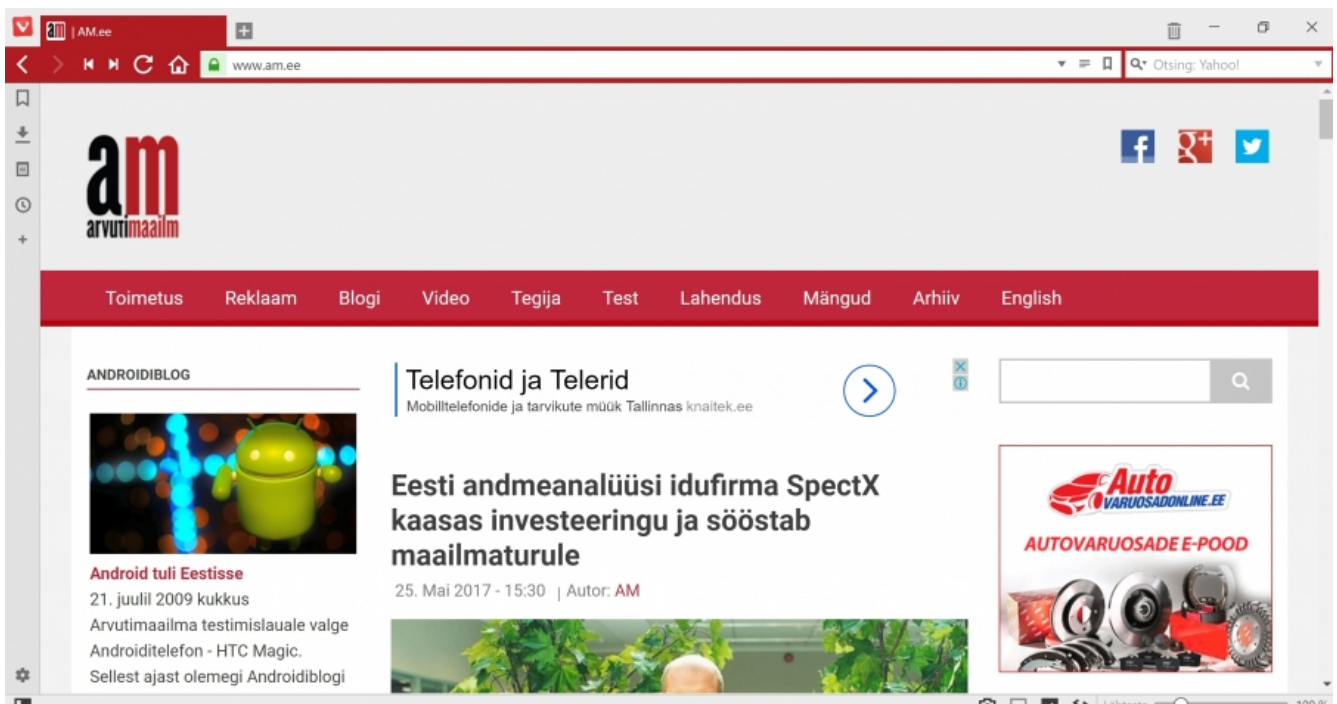 am | AM.ee
www.am.ee
Otsing: Yahoo!
am
arvutimaailm
Toimetus Reklaam Blogi Video Tegija Test Lahendus Mängud Arhiiv English
ANDROIDIBLOG
Android tuli Eestisse
21. juulil 2009 kukkus
Arvutimaailma testimislauale valge
Androiditelefon - HTC Magic.
Sellest ajast olemegi Androidiblogi
Telefonid ja Telerid
Mobilltelefonide ja tarvikute müük Tallinnas knaitek.ee
Eesti andmeanalüüsi idufirma SpectX
kaasas investeeringu ja sööstab
maailmaturule
25. Mai 2017 - 15:30 | Autor: AM
Auto
VARUOSADONLINE.EE
AUTOVARUOSADE E-POOD
100 %